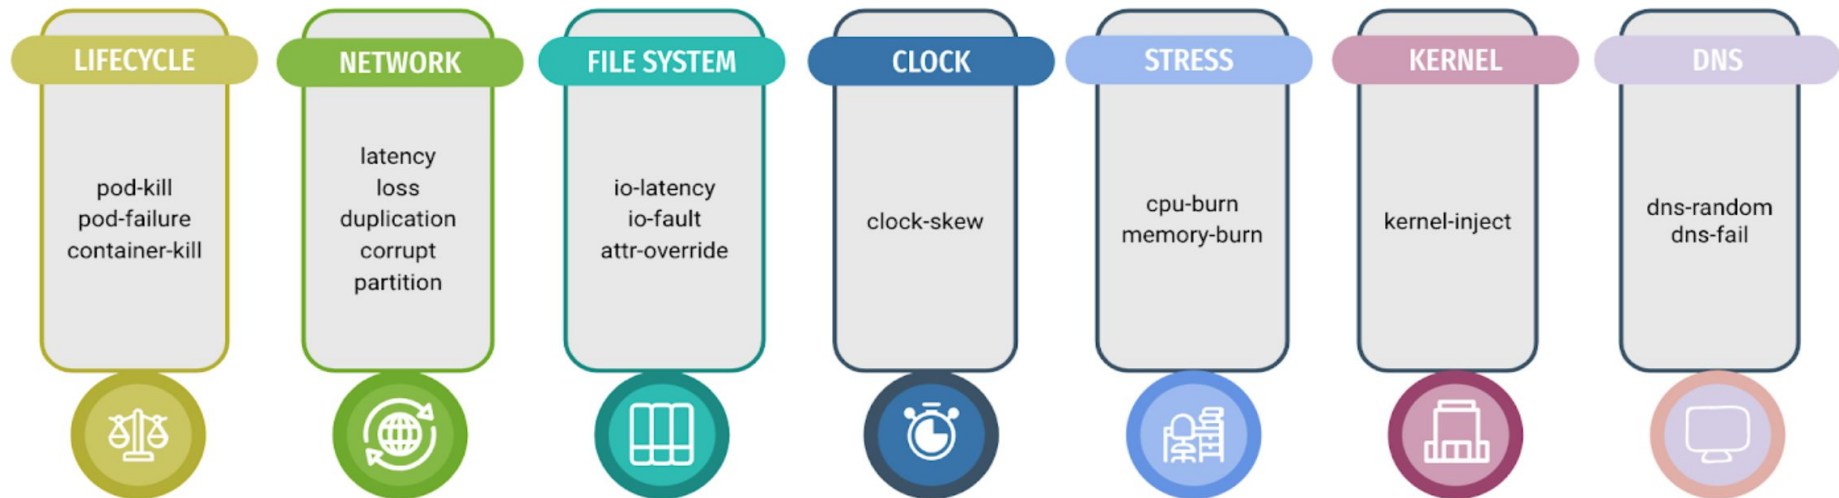 LIFECYCLE
pod-kill
pod-failure
container-kill
NETWORK
latency
loss
duplication
corrupt
partition
FILE SYSTEM
io-latency
io-fault
attr-override
CLOCK
clock-skew
STRESS
cpu-burn
memory-burn
KERNEL
kernel-inject
DNS
dns-random
dns-fail